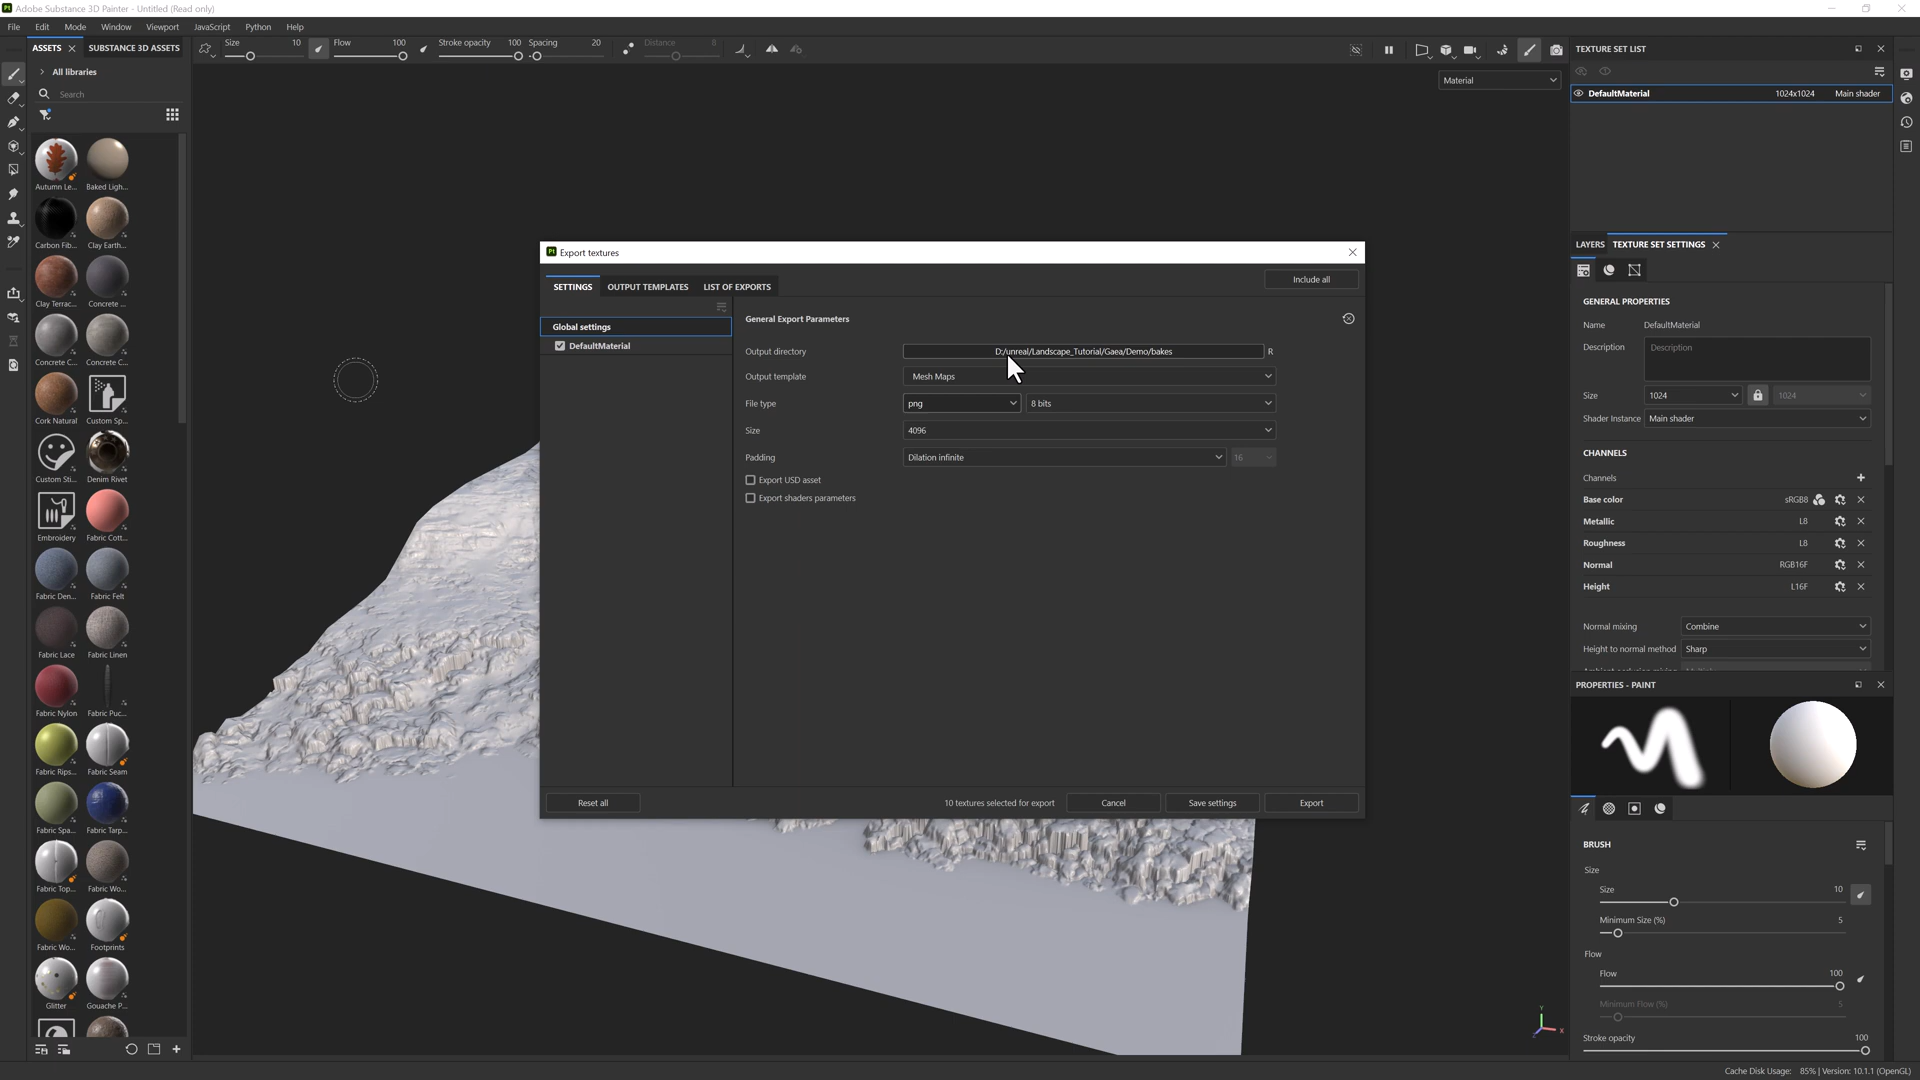 Adobe Substance 3D Painter - Untitled (Read only)
File Edit Mode Window Viewport JavaScript Python Help
ASSETS SUBSTANCE 3D ASSETS
Size 10 Flow 100 Stroke opacity 100 Spacing 20 Distance 8
All libraries
Search
Material
Autumn Le... Baked Ligh...
Carbon Fib... Clay Earth...
Clay Terrac... Concrete ...
Concrete C... Concrete C...
Cork Natural Custom Sp...
Custom Sti... Denim Rivet
Embroidery Fabric Cott...
Fabric Den... Fabric Felt
Fabric Lace Fabric Linen
Fabric Nylon Fabric Puc...
Fabric Rips... Fabric Seam
Fabric Spa... Fabric Tarp...
Fabric Top... Fabric Wo...
Fabric Wo... Footprints
Glitter Gouache P...
Export textures
SETTINGS OUTPUT TEMPLATES LIST OF EXPORTS
Include all
Global settings
DefaultMaterial
General Export Parameters
Output directory D:/unreal/Landscape_Tutorial/Gaea/Demo/bakes R
Output template Mesh Maps
File type png 8 bits
Size 4096
Padding Dilation infinite 16
Export USD asset
Export shaders parameters
Reset all
10 textures selected for export
Cancel Save settings Export
TEXTURE SET LIST
DefaultMaterial 1024x1024 Main shader
LAYERS TEXTURE SET SETTINGS
GENERAL PROPERTIES
Name DefaultMaterial
Description Description
Size 1024 1024
Shader Instance Main shader
CHANNELS
Channels
Base color sRGB8
Metallic L8
Roughness L8
Normal RGB16F
Height L16F
Normal mixing Combine
Height to normal method Sharp
PROPERTIES - PAINT
BRUSH
Size
Size 10
Minimum Size (%) 5
Flow
Flow 100
Minimum Flow (%) 5
Stroke opacity 100
Cache Disk Usage: 85% | Version: 10.1.1 (OpenGL)
Y
X
Z